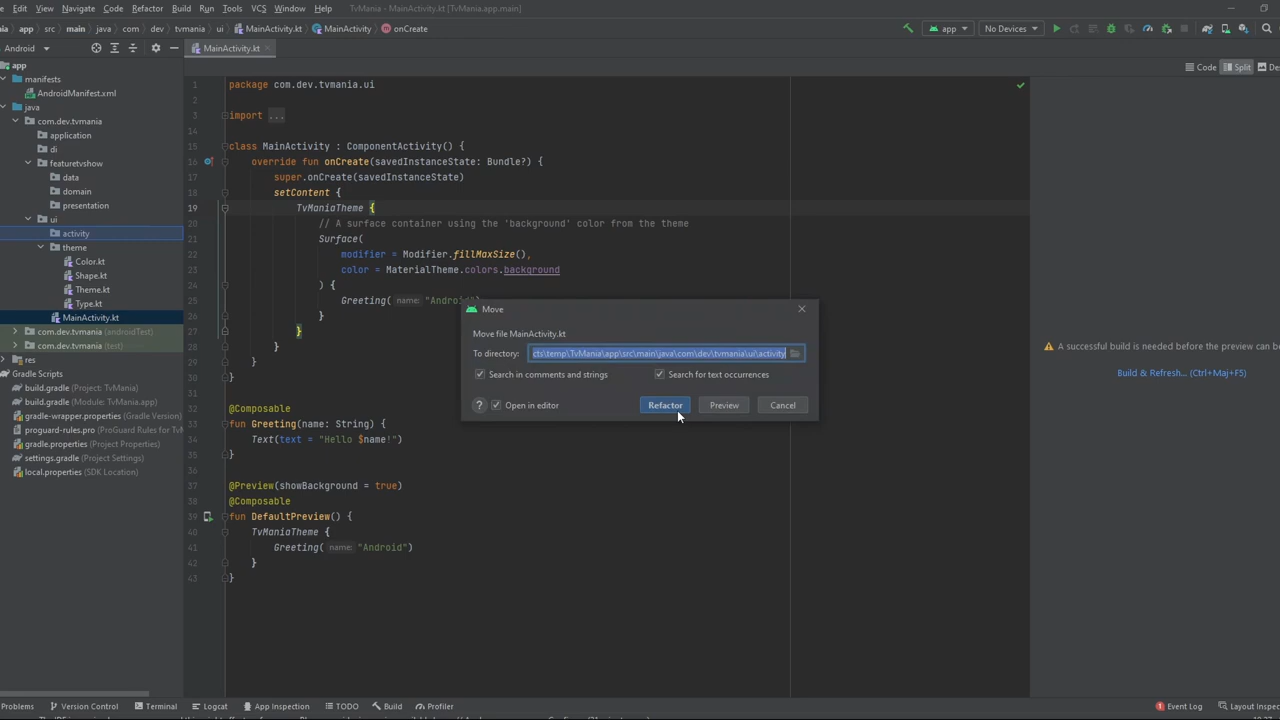 Edit View Navigate Code Refactor Build Run Tools VCS Window Help TvMania - MainActivity.kt [TvMania.app.main]
app src main java com dev tvmania ui MainActivity.kt MainActivity onCreate app No Devices
Android MainActivity.kt
Code Split
app
manifests
AndroidManifest.xml
java
com.dev.tvmania
application
di
featuretvshow
data
domain
presentation
ui
activity
theme
Color.kt
Shape.kt
Theme.kt
Type.kt
MainActivity.kt
com.dev.tvmania (androidTest)
com.dev.tvmania (test)
res
Gradle Scripts
build.gradle (Project: TvMania)
build.gradle (Module: TvMania.app)
gradle-wrapper.properties (Gradle Version)
proguard-rules.pro (ProGuard Rules for TvMani
gradle.properties (Project Properties)
settings.gradle (Project Settings)
local.properties (SDK Location)
1 package com.dev.tvmania.ui
2
3 import ...
14
15 class MainActivity : ComponentActivity() {
16 override fun onCreate(savedInstanceState: Bundle?) {
17 super.onCreate(savedInstanceState)
18 setContent {
19 TvManiaTheme {
20 // A surface container using the 'background' color from the theme
21 Surface(
22 modifier = Modifier.fillMaxSize(),
23 color = MaterialTheme.colors.background
24 ) {
25 Greeting( name: "Android")
26 }
27 }
28 }
29 }
30 }
31
32 @Composable
33 fun Greeting(name: String) {
34 Text(text = "Hello $name!")
35 }
36
37 @Preview(showBackground = true)
38 @Composable
39 fun DefaultPreview() {
40 TvManiaTheme {
41 Greeting( name: "Android")
42 }
43 }
Move
Move file MainActivity.kt
To directory: cts\temp\TvMania\app\src\main\java\com\dev\tvmania\ui\activity
Search in comments and strings Search for text occurrences
? Open in editor Refactor Preview Cancel
A successful build is needed before the preview can be
Build & Refresh... (Ctrl+Maj+F5)
Problems Version Control Terminal Logcat App Inspection TODO Build Profiler Event Log Layout Inspec